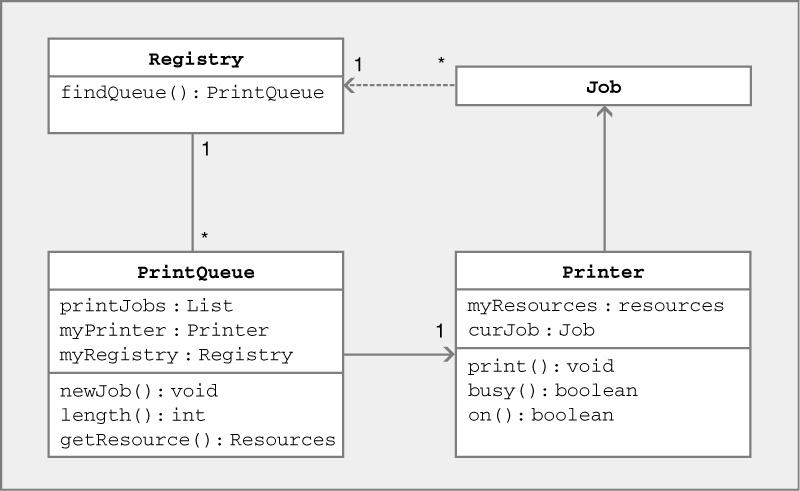 Registry
findQueue(): PrintQueue
1
*
Job
1
*
PrintQueue
printJobs: List
myPrinter: Printer
myRegistry: Registry
newJob(): void
length(): int
getResource(): Resources
1
Printer
myResources: resources
curJob: Job
print(): void
busy(): boolean
on(): boolean